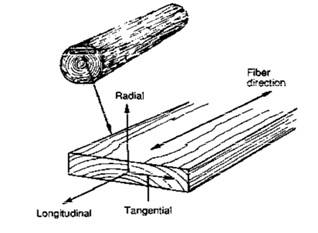 Fiber
direction
Radial
Longitudinal
Tangential